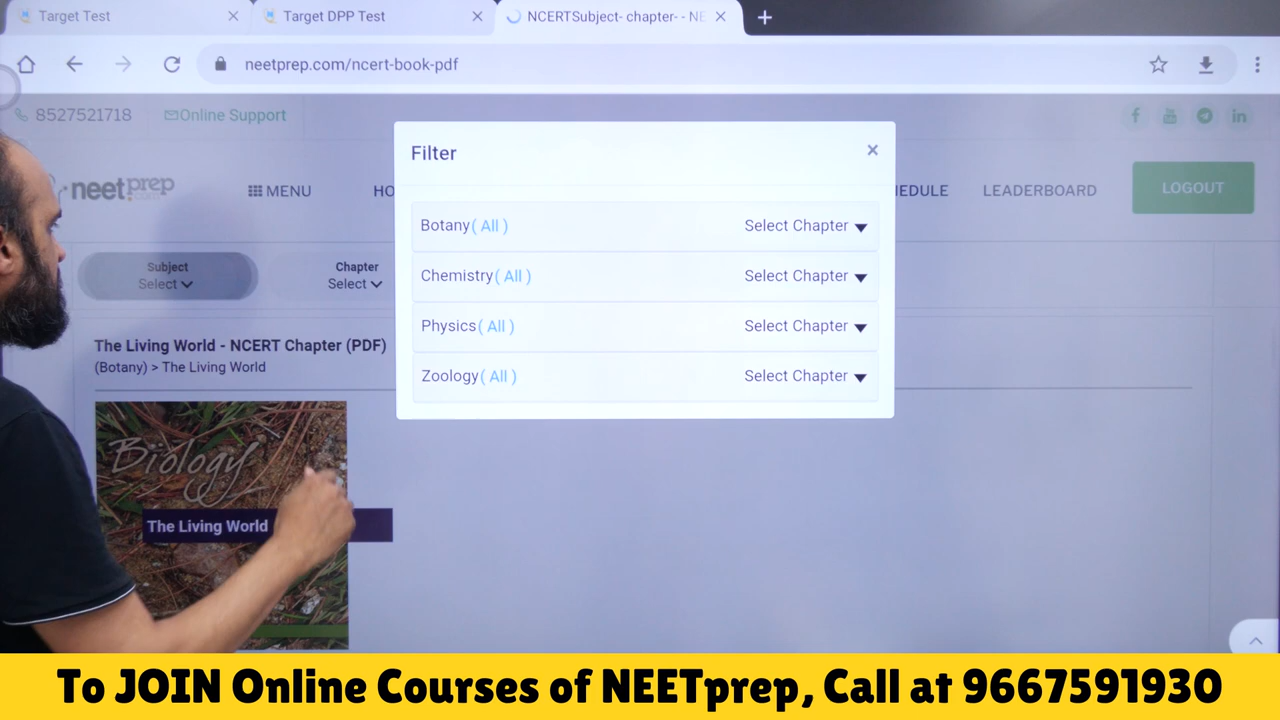 Target Test
Target DPP Test
NCERTSubject- chapter- - NE
neetprep.com/ncert-book-pdf
8527521718
Online Support
neetprep
.com
MENU
HO
EDULE
LEADERBOARD
LOGOUT
Subject
Select
Chapter
Select
Filter
×
Botany( All )
Select Chapter
Chemistry( All )
Select Chapter
Physics( All )
Select Chapter
Zoology( All )
Select Chapter
The Living World - NCERT Chapter (PDF)
(Botany) > The Living World
Biology
The Living World
To JOIN Online Courses of NEETprep, Call at 9667591930